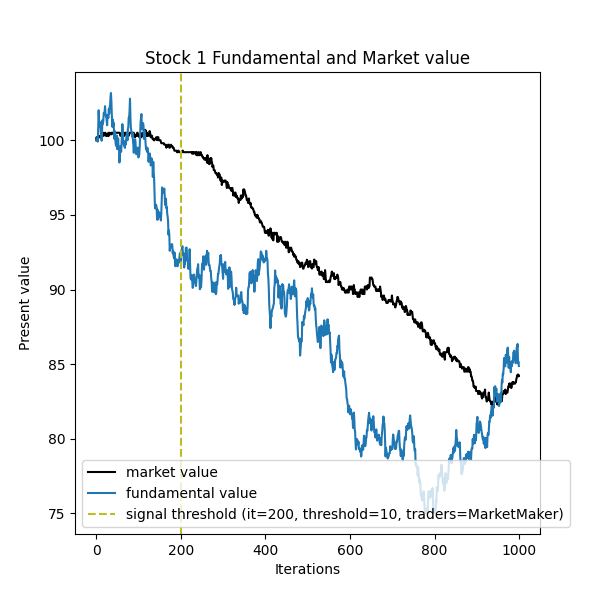 Stock 1 Fundamental and Market value
Present value
100
95
90
85
80
75
market value
fundamental value
signal threshold (it=200, threshold=10, traders=MarketMaker)
0
200
400
600
800
1000
Iterations